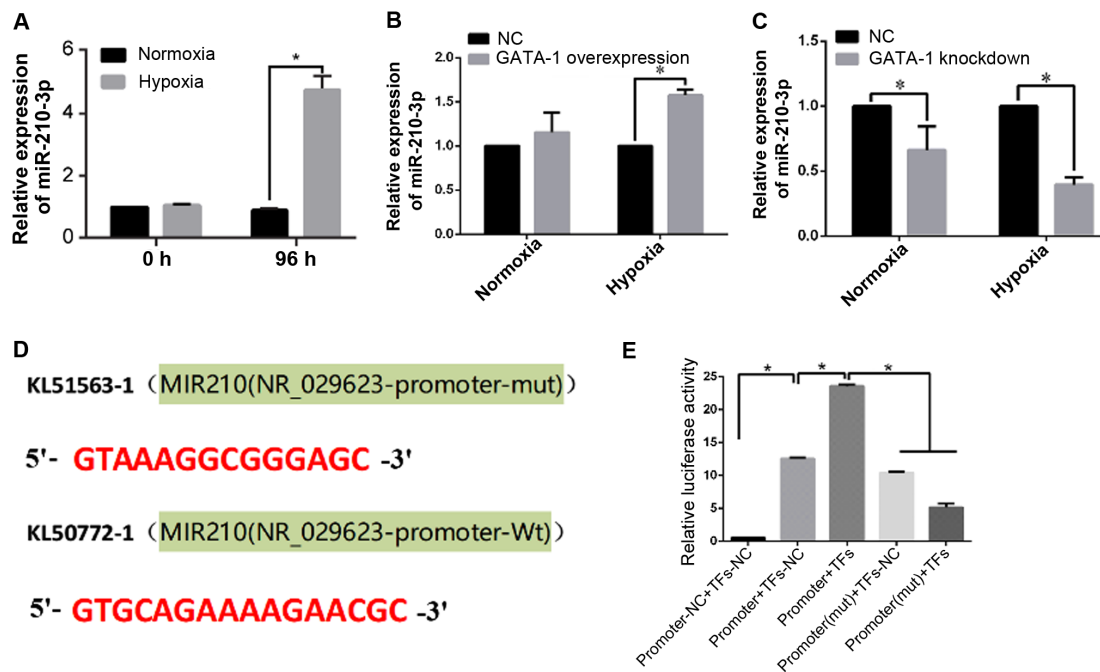 A
Relative expression
of miR-210-3p
6
4
2
0
Normoxia
Hypoxia
*
0 h
96 h
B
Relative expression
of miR-210-3p
2.0
1.5
1.0
0.5
0.0
NC
GATA-1 overexpression
*
Normoxia
Hypoxia
C
Relative expression
of miR-210-3p
1.5
1.0
0.5
0.0
NC
GATA-1 knockdown
*
*
Normoxia
Hypoxia
D
KL51563-1（MIR210(NR_029623-promoter-mut)）
5'- GTAAAGGCGGGAGC -3'
KL50772-1（MIR210(NR_029623-promoter-Wt)）
5'- GTGCAGAAAAGAACGC -3'
E
Relative luciferase activity
25
20
15
10
5
0
*
*
*
Promoter-NC+TFs-NC
Promoter+TFs-NC
Promoter+TFs
Promoter(mut)+TFs-NC
Promoter(mut)+TFs